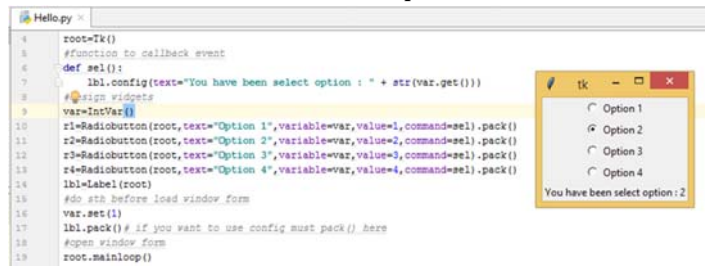 Hello.py
4 root=Tk()
5 #function to callback event
6 def sel():
7 lbl.config(text="You have been select option : " + str(var.get()))
8 #design widgets
9 var=IntVar()
10 r1=Radiobutton(root,text="Option 1",variable=var,value=1,command=sel).pack()
11 r2=Radiobutton(root,text="Option 2",variable=var,value=2,command=sel).pack()
12 r3=Radiobutton(root,text="Option 3",variable=var,value=3,command=sel).pack()
13 r4=Radiobutton(root,text="Option 4",variable=var,value=4,command=sel).pack()
14 lbl=Label(root)
15 #do sth before load window form
16 var.set(1)
17 lbl.pack()# if you want to use config must pack() here
18 #open window form
19 root.mainloop()
tk
Option 1
Option 2
Option 3
Option 4
You have been select option : 2